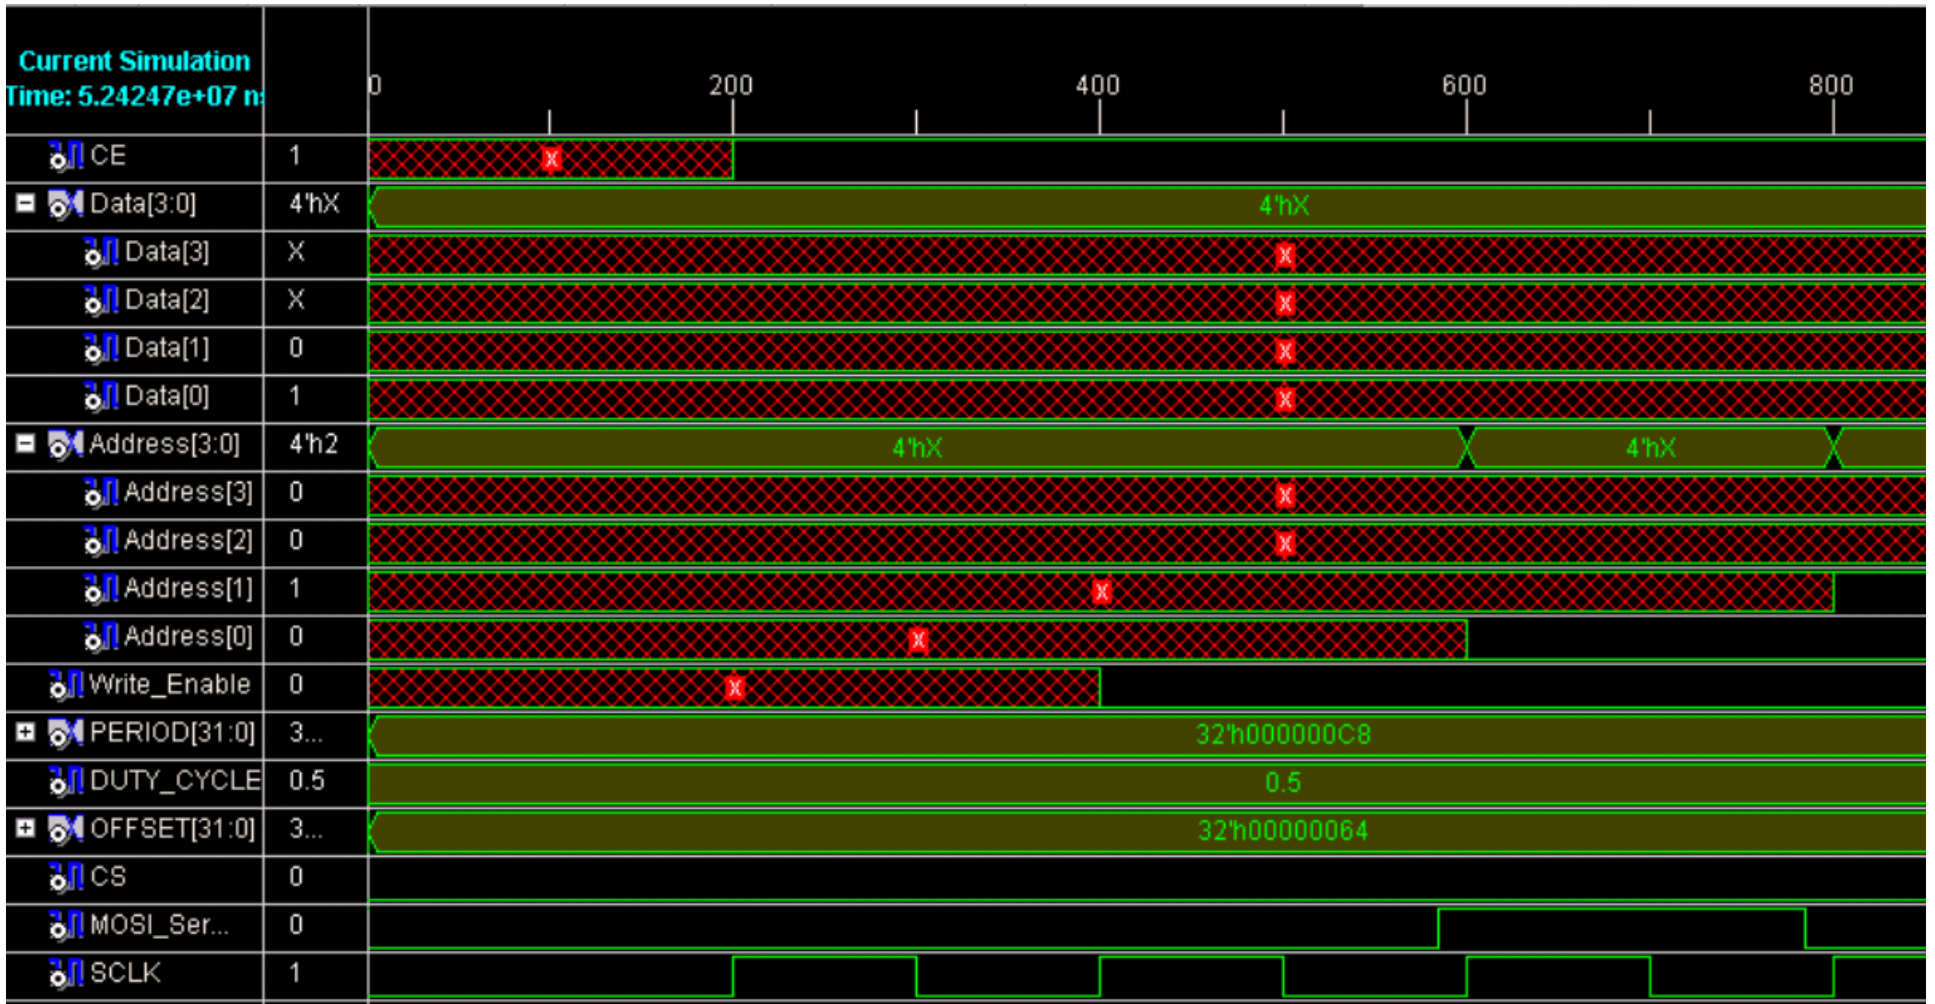 Current Simulation
Time: 5.24247e+07 n
0 200 400 600 800
CE 1 X
Data[3:0] 4'hX 4'hX
Data[3] X X
Data[2] X X
Data[1] 0 X
Data[0] 1 X
Address[3:0] 4'h2 4'hX 4'hX
Address[3] 0 X
Address[2] 0 X
Address[1] 1 X
Address[0] 0 X
Write_Enable 0 X
PERIOD[31:0] 3... 32'h000000C8
DUTY_CYCLE 0.5 0.5
OFFSET[31:0] 3... 32'h00000064
CS 0
MOSI_Ser... 0
SCLK 1